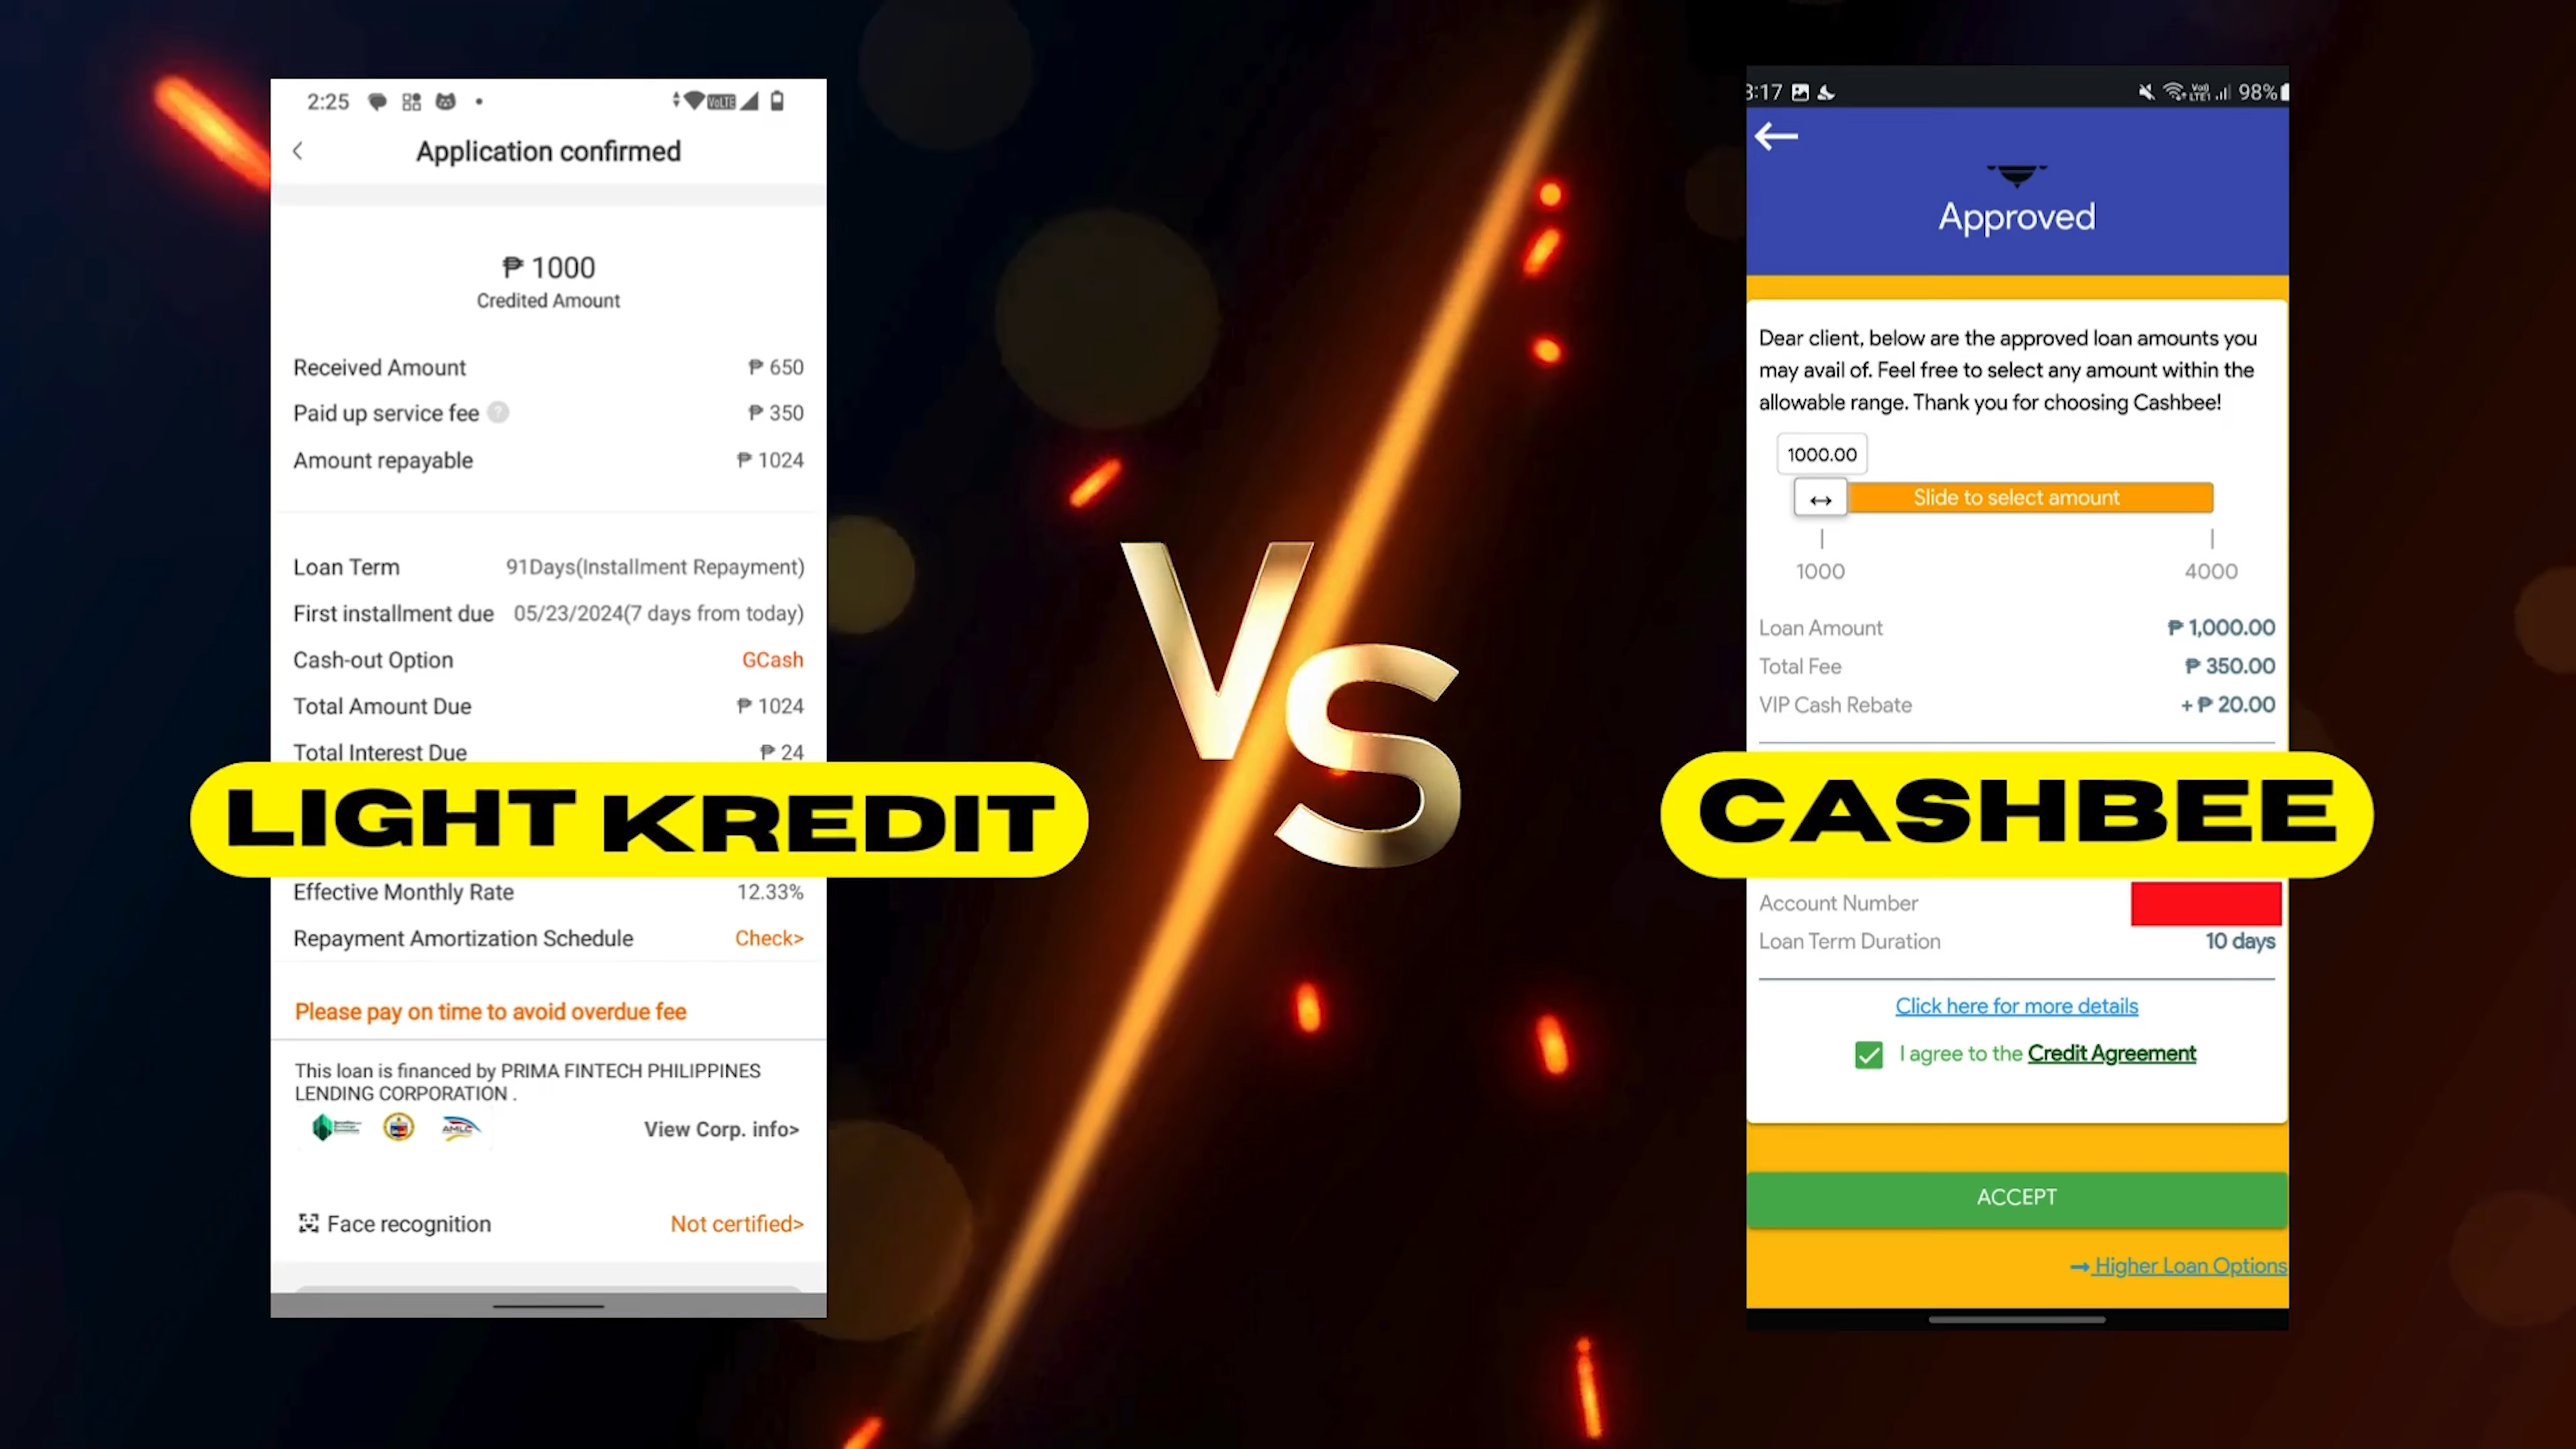 2:25
VoLTE
Application confirmed
₱ 1000
Credited Amount
Received Amount ₱ 650
Paid up service fee ? ₱ 350
Amount repayable ₱ 1024
Loan Term 91Days(Installment Repayment)
First installment due 05/23/2024(7 days from today)
Cash-out Option GCash
Total Amount Due ₱ 1024
Total Interest Due ₱ 24
LIGHT KREDIT
Effective Monthly Rate 12.33%
Repayment Amortization Schedule Check>
Please pay on time to avoid overdue fee
This loan is financed by PRIMA FINTECH PHILIPPINES
LENDING CORPORATION .
AMLC
View Corp. info>
Face recognition Not certified>
VS
3:17 98%
Approved
Dear client, below are the approved loan amounts you
may avail of. Feel free to select any amount within the
allowable range. Thank you for choosing Cashbee!
1000.00
Slide to select amount
1000 4000
Loan Amount ₱ 1,000.00
Total Fee ₱ 350.00
VIP Cash Rebate + ₱ 20.00
CASHBEE
Account Number
Loan Term Duration 10 days
Click here for more details
I agree to the Credit Agreement
ACCEPT
→ Higher Loan Options